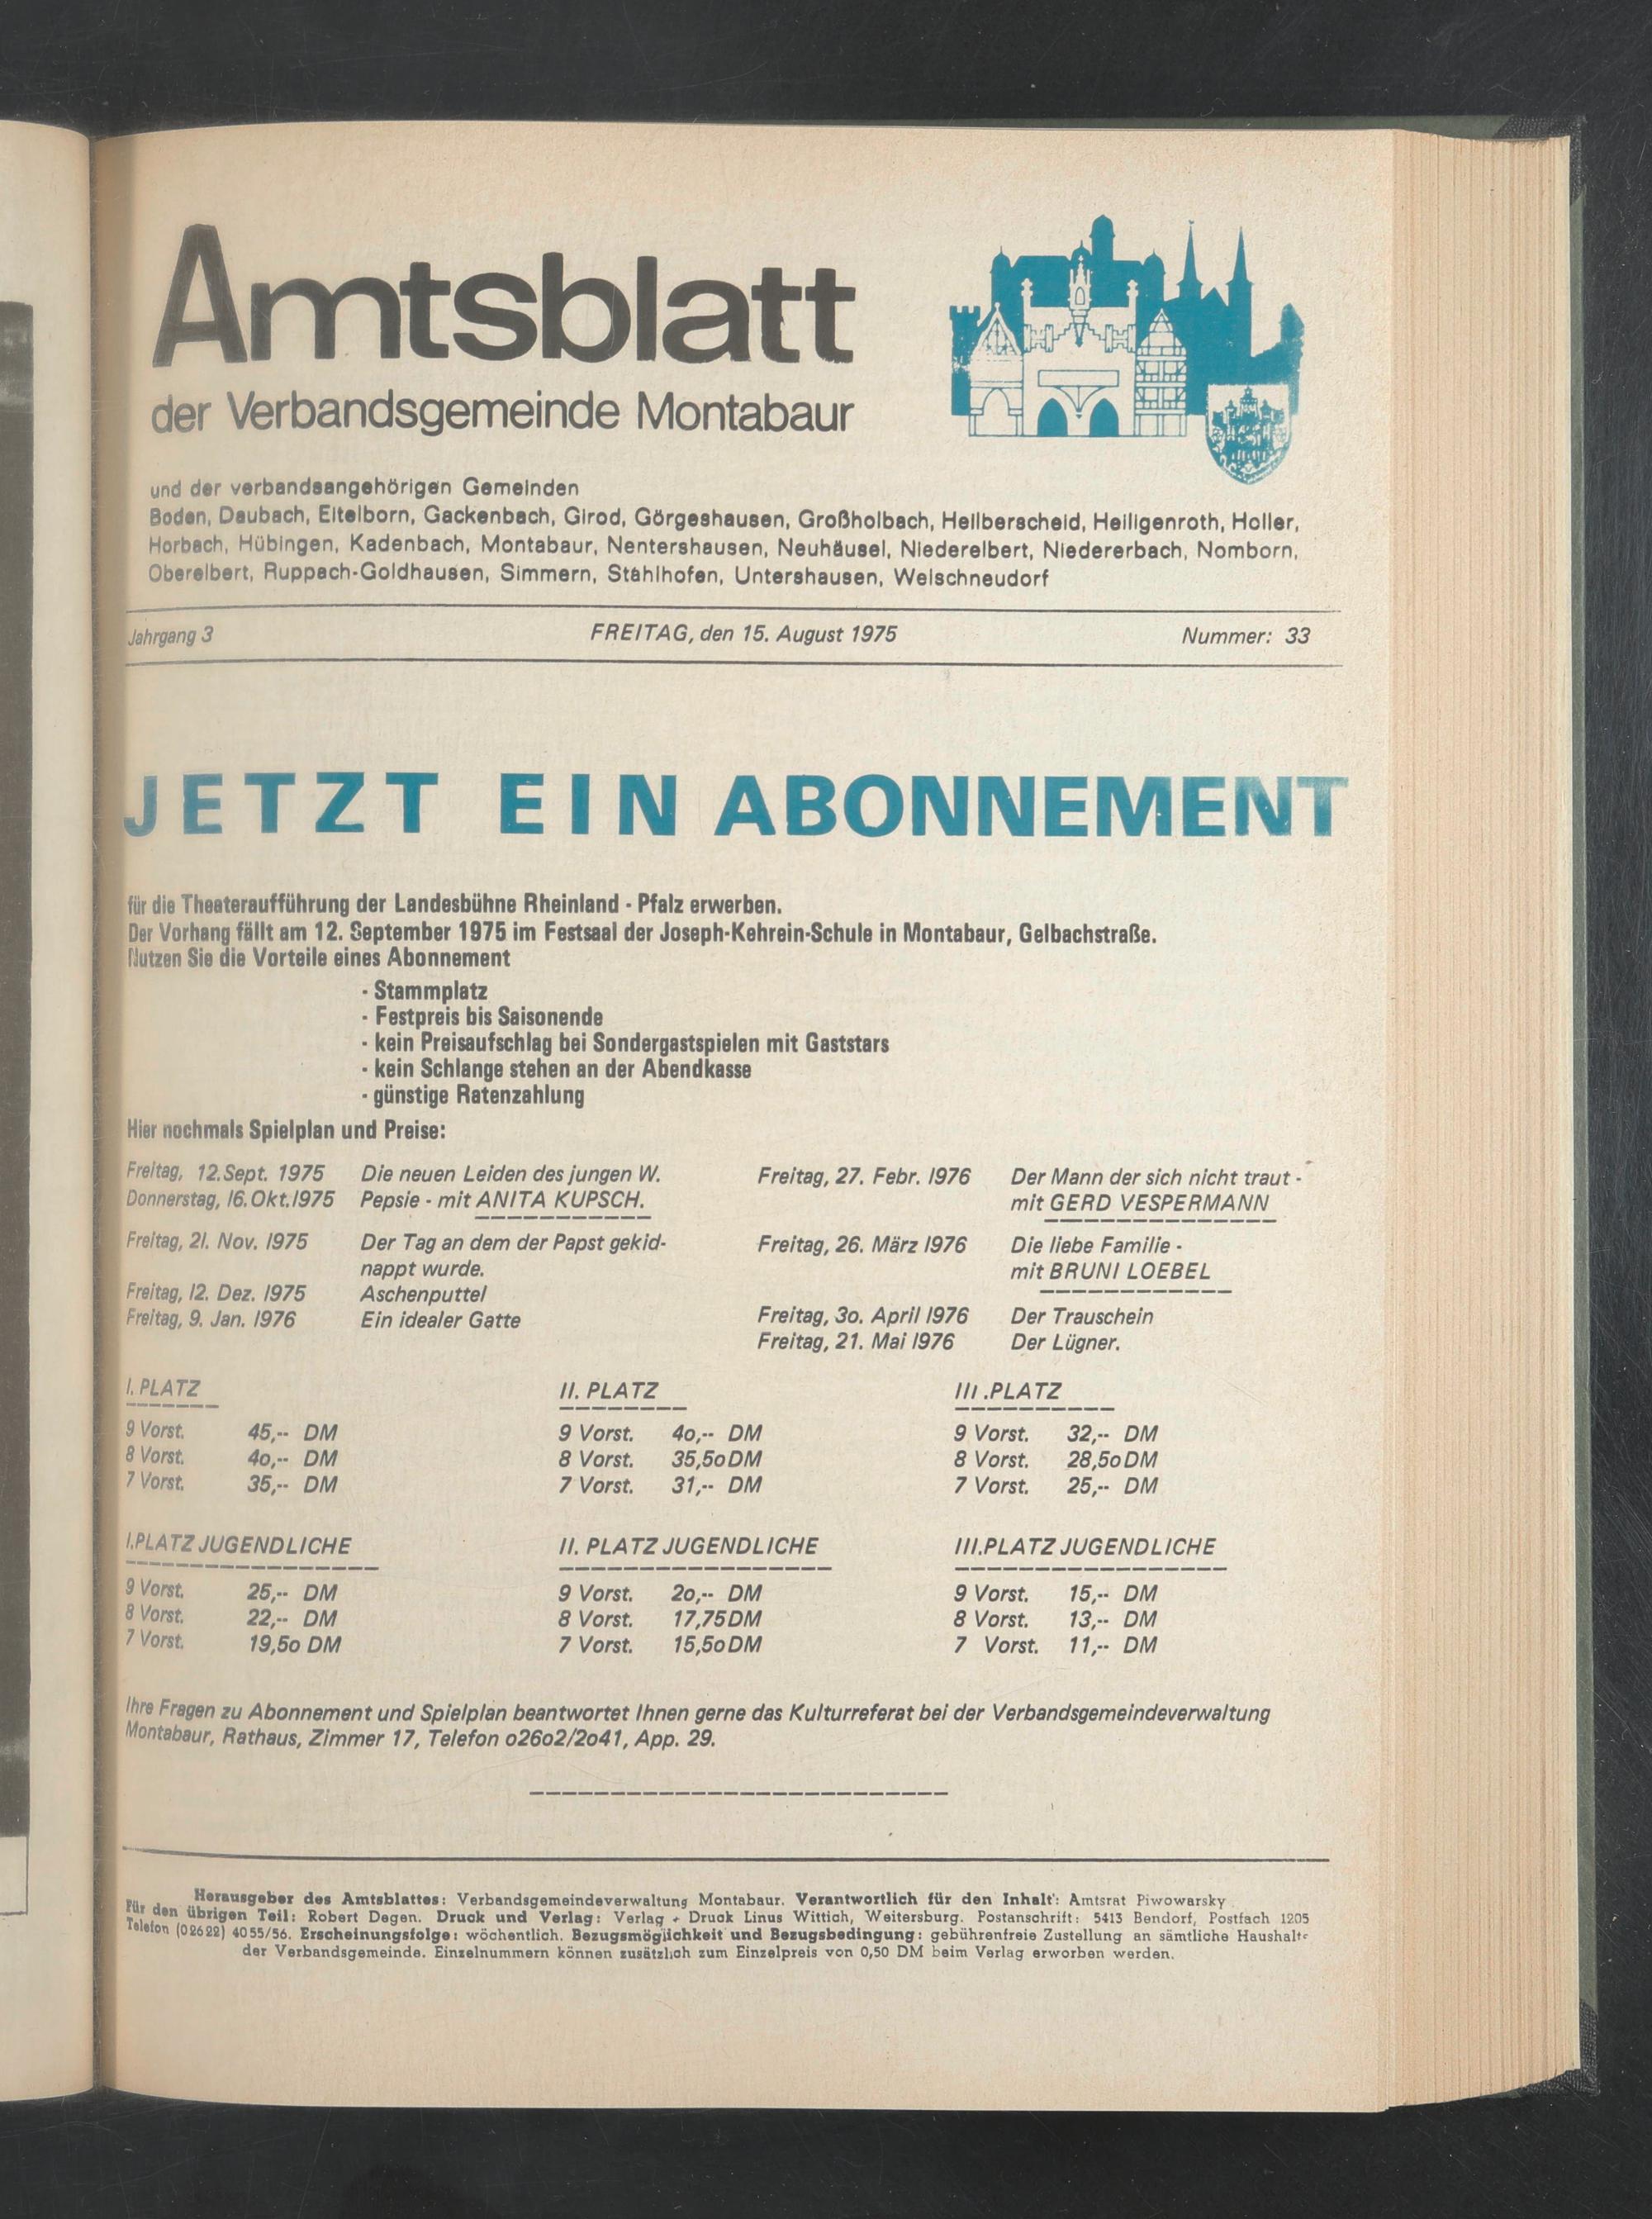 Amtsblatt
der Verbandsgemeinde Montabaur
und der verbandsangehörigen Gemeinden
Boden, Daubach, Eitelborn, Gackenbach, Girod, Görgeshausen, Großholbach, Heilberscheid, Heiligenroth, Holler,
Horbach, Hübingen, Kadenbach, Montabaur, Nentershausen, Neuhäusel, Niederelbert, Niedererbach, Nomborn,
Oberelbert, Ruppach-Goldhausen, Simmern, Stahlhofen, Untershausen, Welschneudorf
Jahrgang 3 FREITAG, den 15. August 1975 Nummer: 33
JETZT EIN ABONNEMENT
für die Theateraufführung der Landesbühne Rheinland - Pfalz erwerben.
Der Vorhang fällt am 12. September 1975 im Festsaal der Joseph-Kehrein-Schule in Montabaur, Gelbachstraße.
Nutzen Sie die Vorteile eines Abonnement
- Stammplatz
- Festpreis bis Saisonende
- kein Preisaufschlag bei Sondergastspielen mit Gaststars
- kein Schlange stehen an der Abendkasse
- günstige Ratenzahlung
Hier nochmals Spielplan und Preise:
Freitag, 12.Sept. 1975 Die neuen Leiden des jungen W.
Donnerstag, 16.Okt.1975 Pepsie - mit ANITA KUPSCH.
Freitag, 21. Nov. 1975 Der Tag an dem der Papst gekid-
nappt wurde.
Freitag, 12. Dez. 1975 Aschenputtel
Freitag, 9. Jan. 1976 Ein idealer Gatte
Freitag, 27. Febr. 1976 Der Mann der sich nicht traut -
mit GERD VESPERMANN
Freitag, 26. März 1976 Die liebe Familie -
mit BRUNI LOEBEL
Freitag, 3o. April 1976 Der Trauschein
Freitag, 21. Mai 1976 Der Lügner.
I. PLATZ
9 Vorst. 45,-- DM
8 Vorst. 4o,-- DM
7 Vorst. 35,-- DM
II. PLATZ
9 Vorst. 4o,-- DM
8 Vorst. 35,5o DM
7 Vorst. 31,-- DM
III .PLATZ
9 Vorst. 32,-- DM
8 Vorst. 28,5o DM
7 Vorst. 25,-- DM
I.PLATZ JUGENDLICHE
9 Vorst. 25,-- DM
8 Vorst. 22,-- DM
7 Vorst. 19,5o DM
II. PLATZ JUGENDLICHE
9 Vorst. 2o,-- DM
8 Vorst. 17,75 DM
7 Vorst. 15,5o DM
III.PLATZ JUGENDLICHE
9 Vorst. 15,-- DM
8 Vorst. 13,-- DM
7 Vorst. 11,-- DM
Ihre Fragen zu Abonnement und Spielplan beantwortet Ihnen gerne das Kulturreferat bei der Verbandsgemeindeverwaltung
Montabaur, Rathaus, Zimmer 17, Telefon o26o2/2o41, App. 29.
Herausgeber des Amtsblattes: Verbandsgemeindeverwaltung Montabaur. Verantwortlich für den Inhalt: Amtsrat Piwowarsky
Für den übrigen Teil: Robert Degen. Druck und Verlag: Verlag + Druck Linus Wittich, Weitersburg. Postanschrift: 5413 Bendorf, Postfach 1205
Telefon (02622) 4055/56. Erscheinungsfolge: wöchentlich. Bezugsmöglichkeit und Bezugsbedingung: gebührenfreie Zustellung an sämtliche Haushalte
der Verbandsgemeinde. Einzelnummern können zusätzlich zum Einzelpreis von 0,50 DM beim Verlag erworben werden.